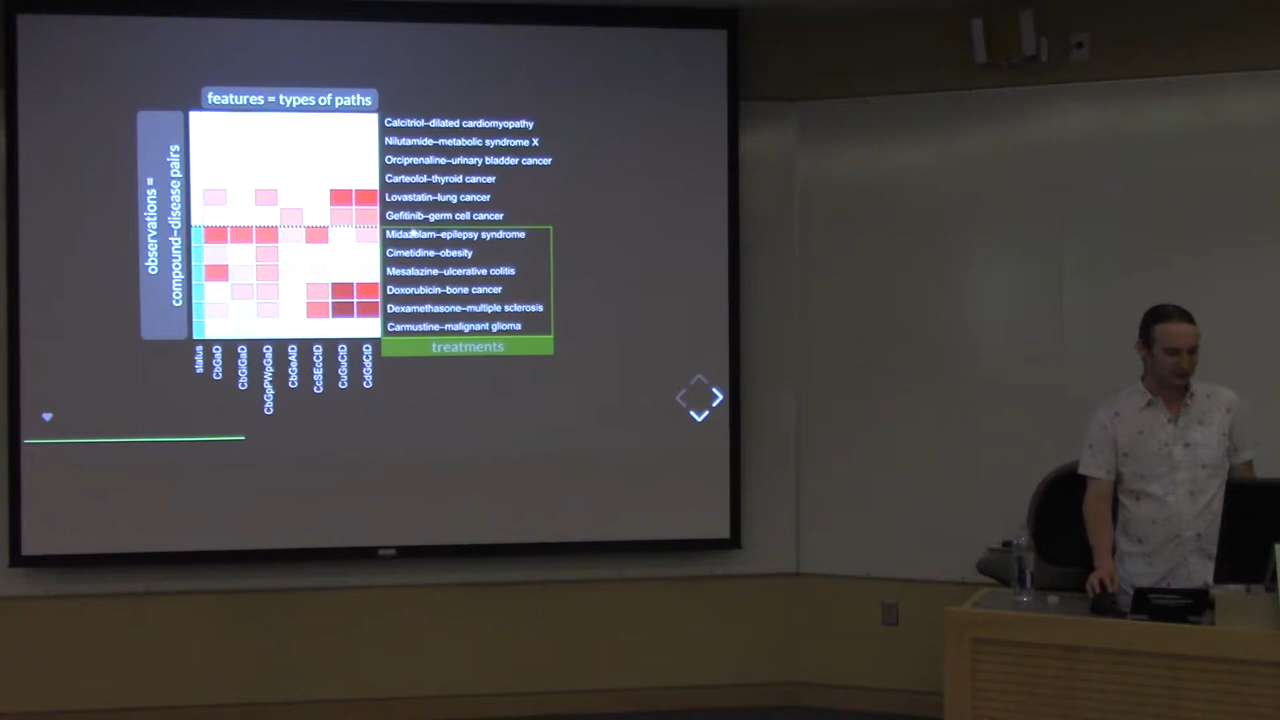 features = types of paths
observations =
compound–disease pairs
Calcitriol–dilated cardiomyopathy
Nilutamide–metabolic syndrome X
Orciprenaline–urinary bladder cancer
Carteolol–thyroid cancer
Lovastatin–lung cancer
Gefitinib–germ cell cancer
Midazolam–epilepsy syndrome
Cimetidine–obesity
Mesalazine–ulcerative colitis
Doxorubicin–bone cancer
Dexamethasone–multiple sclerosis
Carmustine–malignant glioma
treatments
status
CbGaD
CbGiGaD
CbGpPWpGaD
CbGeAlD
CcSEcCtD
CuGuCtD
CdGdCtD